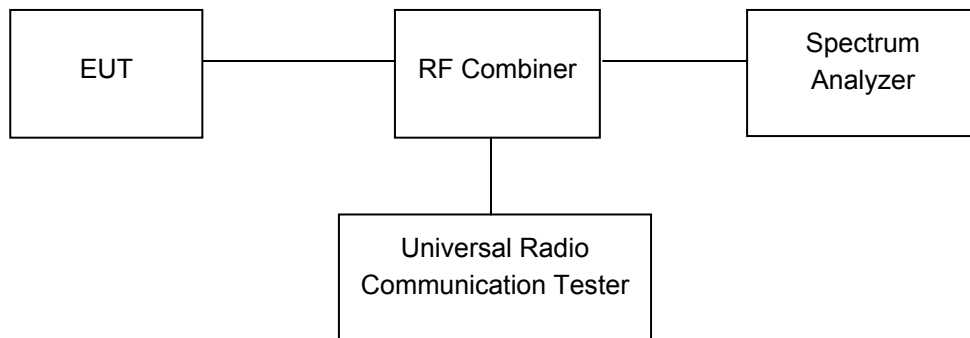 EUT
RF Combiner
Spectrum
Analyzer
Universal Radio
Communication Tester